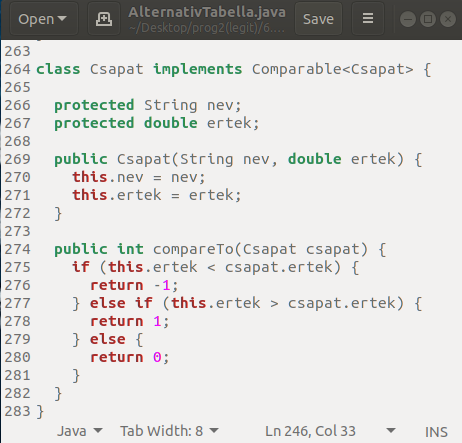 Open
AlternativTabella.java
~/Desktop/prog2(legit)/6....
Save
263
264 class Csapat implements Comparable<Csapat> {
265
266   protected String nev;
267   protected double ertek;
268
269   public Csapat(String nev, double ertek) {
270     this.nev = nev;
271     this.ertek = ertek;
272   }
273
274   public int compareTo(Csapat csapat) {
275     if (this.ertek < csapat.ertek) {
276       return -1;
277     } else if (this.ertek > csapat.ertek) {
278       return 1;
279     } else {
280       return 0;
281     }
282   }
283 }
Java Tab Width: 8 Ln 246, Col 33 INS